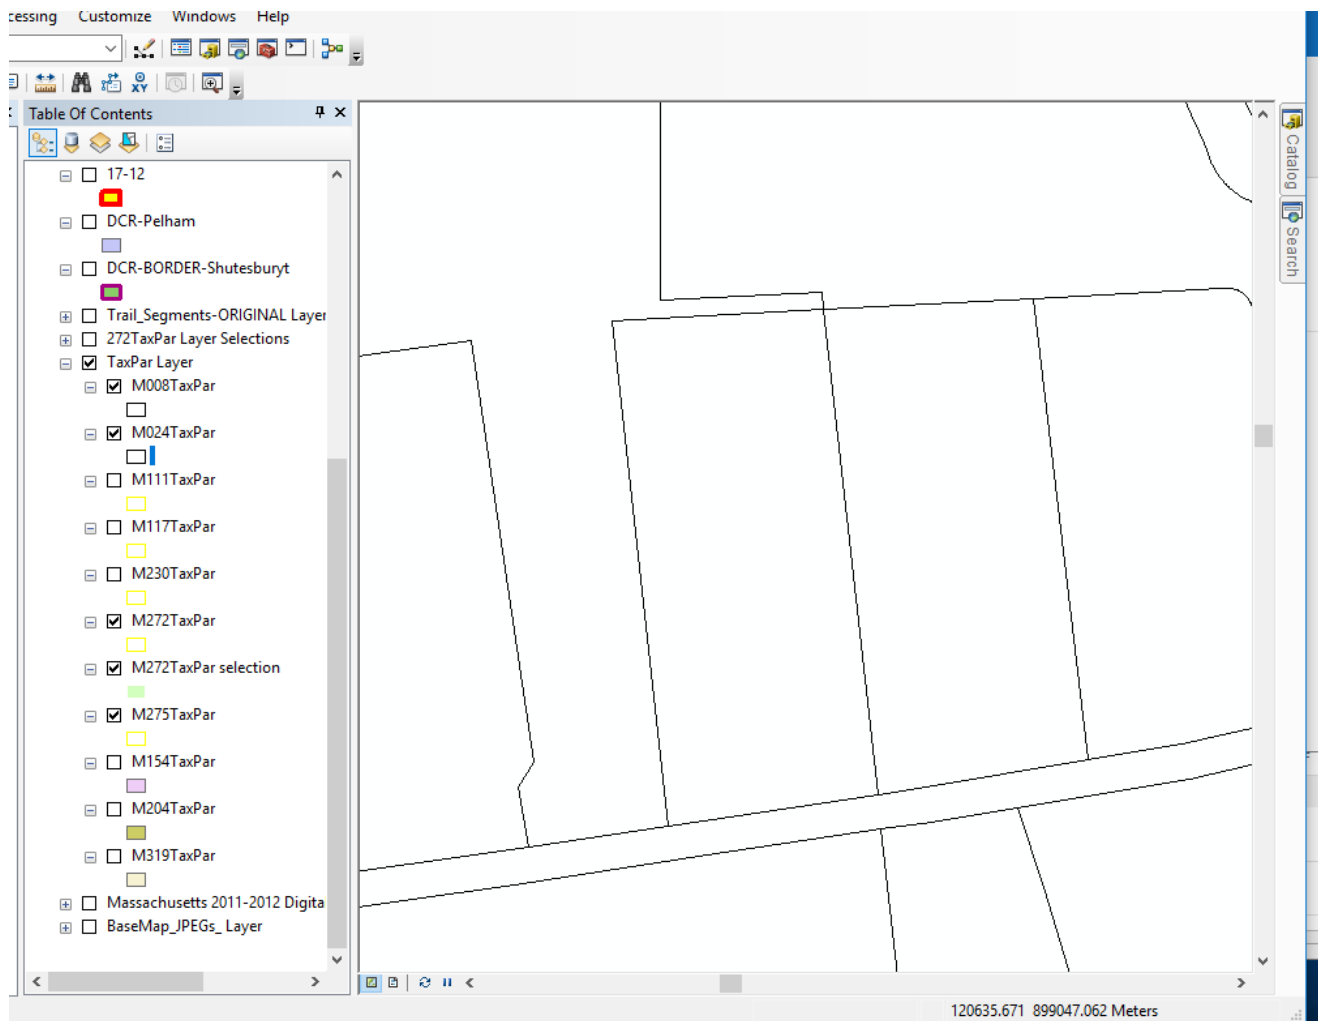 cessing Customize Windows Help
XY
Table Of Contents
17-12
DCR-Pelham
DCR-BORDER-Shutesburyt
Trail_Segments-ORIGINAL Layer
272TaxPar Layer Selections
TaxPar Layer
M008TaxPar
M024TaxPar
M111TaxPar
M117TaxPar
M230TaxPar
M272TaxPar
M272TaxPar selection
M275TaxPar
M154TaxPar
M204TaxPar
M319TaxPar
Massachusetts 2011-2012 Digita
BaseMap_JPEGs_ Layer
Catalog
Search
120635.671 899047.062 Meters